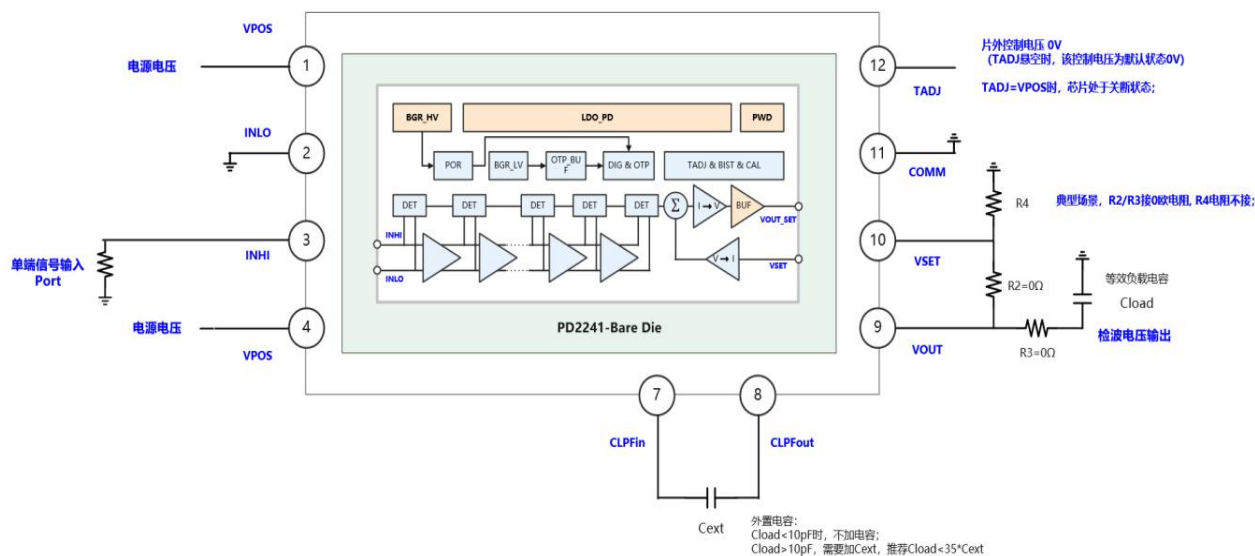 VPOS
电源电压
1
INLO
2
INHI
3
单端信号输入
Port
电源电压
4
VPOS
BGR_HV
LDO_PD
PWD
POR
BGR_LV
OTP_BU
F
DIG & OTP
TADJ & BIST & CAL
DET
DET
DET
DET
DET
Σ
I→V
BUF
VOUT_SET
INHI
INLO
V→I
VSET
PD2241-Bare Die
12
片外控制电压 0V
（TADJ悬空时，该控制电压为默认状态0V)
TADJ
TADJ=VPOS时，芯片处于关断状态;
11
COMM
R4
典型场景，R2/R3接0欧电阻, R4电阻不接;
10
VSET
R2=0Ω
等效负载电容
Cload
9
VOUT
R3=0Ω
检波电压输出
7
8
CLPFin
CLPFout
Cext
外置电容：
Cload<10pF时，不加电容；
Cload>10pF，需要加Cext，推荐Cload<35*Cext